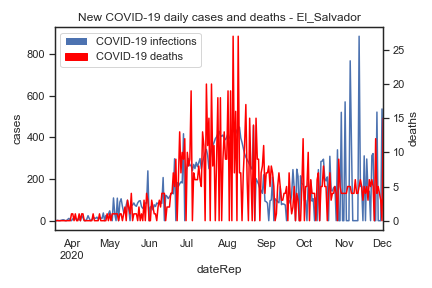 New COVID-19 daily cases and deaths - El_Salvador
COVID-19 infections
COVID-19 deaths
800
600
400
200
0
cases
25
20
15
10
5
0
deaths
Apr May Jun Jul Aug Sep Oct Nov Dec
2020
dateRep